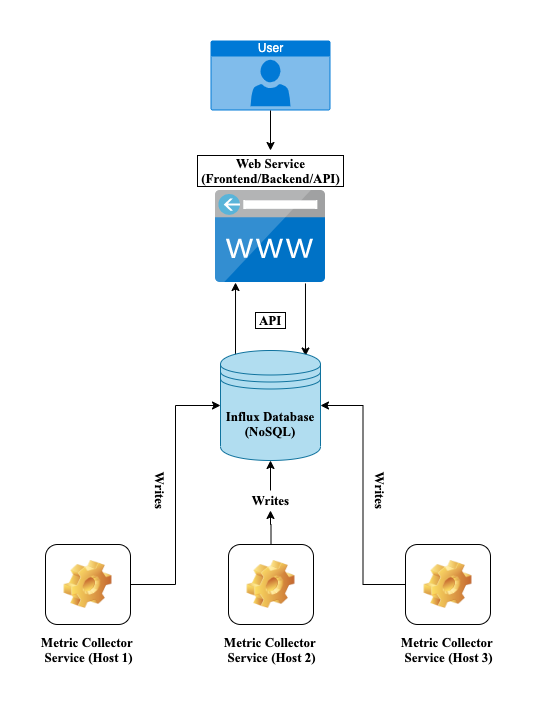 User
Web Service
(Frontend/Backend/API)
WWW
API
Influx Database
(NoSQL)
Writes
Writes
Writes
Metric Collector
Service (Host 1)
Metric Collector
Service (Host 2)
Metric Collector
Service (Host 3)